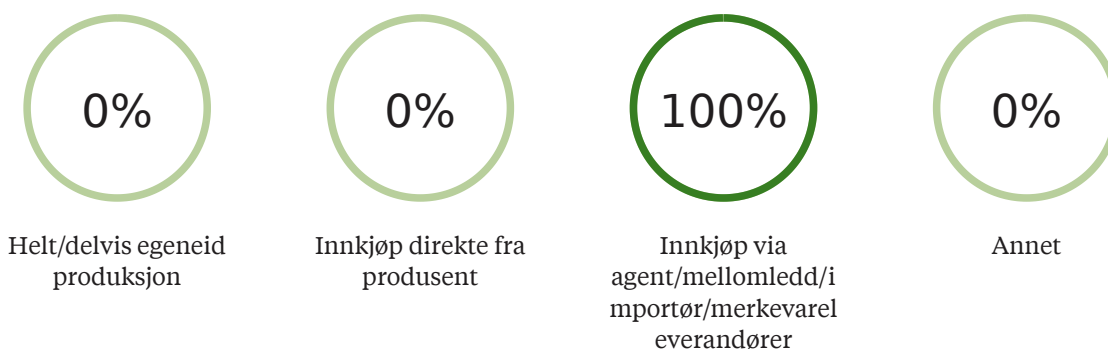 0%
Helt/delvis egeneid
produksjon
0%
Innkjøp direkte fra
produsent
100%
Innkjøp via
agent/mellomledd/i
mportør/merkevarel
everandører
0%
Annet